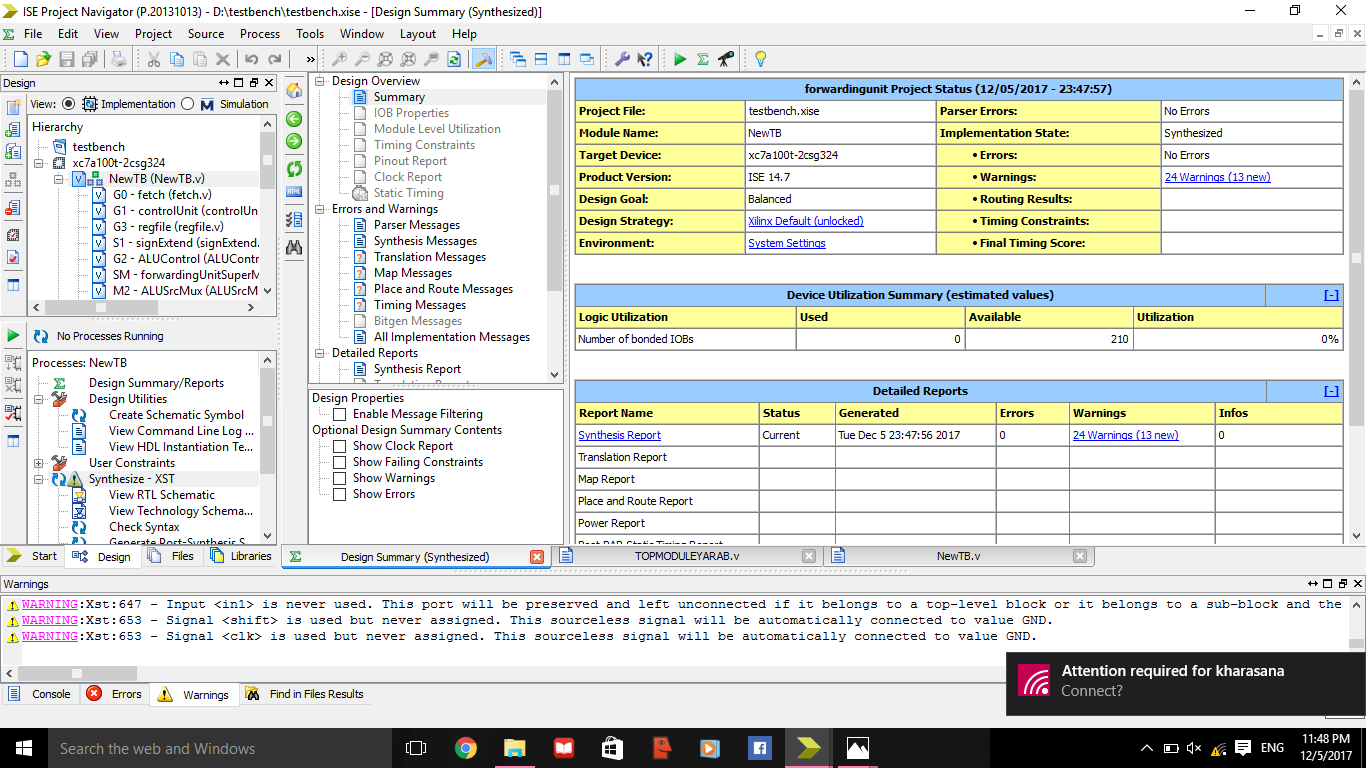 ISE Project Navigator (P.20131013) - D:\testbench\testbench.xise - [Design Summary (Synthesized)]
File Edit View Project Source Process Tools Window Layout Help
Design
View: Implementation Simulation
Hierarchy
testbench
xc7a100t-2csg324
NewTB (NewTB.v)
G0 - fetch (fetch.v)
G1 - controlUnit (controlUn
G3 - regfile (regfile.v)
S1 - signExtend (signExtend.
G2 - ALUControl (ALUContr
SM - forwardingUnitSuperM
M2 - ALUSrcMux (ALUSrcM
No Processes Running
Processes: NewTB
Design Summary/Reports
Design Utilities
Create Schematic Symbol
View Command Line Log ...
View HDL Instantiation Te...
User Constraints
Synthesize - XST
View RTL Schematic
View Technology Schema...
Check Syntax
Generate Post-Synthesis S
Start Design Files Libraries
Design Overview
Summary
IOB Properties
Module Level Utilization
Timing Constraints
Pinout Report
Clock Report
Static Timing
Errors and Warnings
Parser Messages
Synthesis Messages
Translation Messages
Map Messages
Place and Route Messages
Timing Messages
Bitgen Messages
All Implementation Messages
Detailed Reports
Synthesis Report
Translation Report
Design Properties
Enable Message Filtering
Optional Design Summary Contents
Show Clock Report
Show Failing Constraints
Show Warnings
Show Errors
forwardingunit Project Status (12/05/2017 - 23:47:57)
Project File: testbench.xise Parser Errors: No Errors
Module Name: NewTB Implementation State: Synthesized
Target Device: xc7a100t-2csg324 • Errors: No Errors
Product Version: ISE 14.7 • Warnings: 24 Warnings (13 new)
Design Goal: Balanced • Routing Results:
Design Strategy: Xilinx Default (unlocked) • Timing Constraints:
Environment: System Settings • Final Timing Score:
Device Utilization Summary (estimated values) [-]
Logic Utilization Used Available Utilization
Number of bonded IOBs 0 210 0%
Detailed Reports [-]
Report Name Status Generated Errors Warnings Infos
Synthesis Report Current Tue Dec 5 23:47:56 2017 0 24 Warnings (13 new) 0
Translation Report
Map Report
Place and Route Report
Power Report
Post-PAR Static Timing Report
Design Summary (Synthesized) TOPMODULEYARAB.v NewTB.v
Warnings
WARNING:Xst:647 - Input <in1> is never used. This port will be preserved and left unconnected if it belongs to a top-level block or it belongs to a sub-block and the
WARNING:Xst:653 - Signal <shift> is used but never assigned. This sourceless signal will be automatically connected to value GND.
WARNING:Xst:653 - Signal <clk> is used but never assigned. This sourceless signal will be automatically connected to value GND.
Console Errors Warnings Find in Files Results
Attention required for kharasana
Connect?
Search the web and Windows
ENG
11:48 PM
12/5/2017